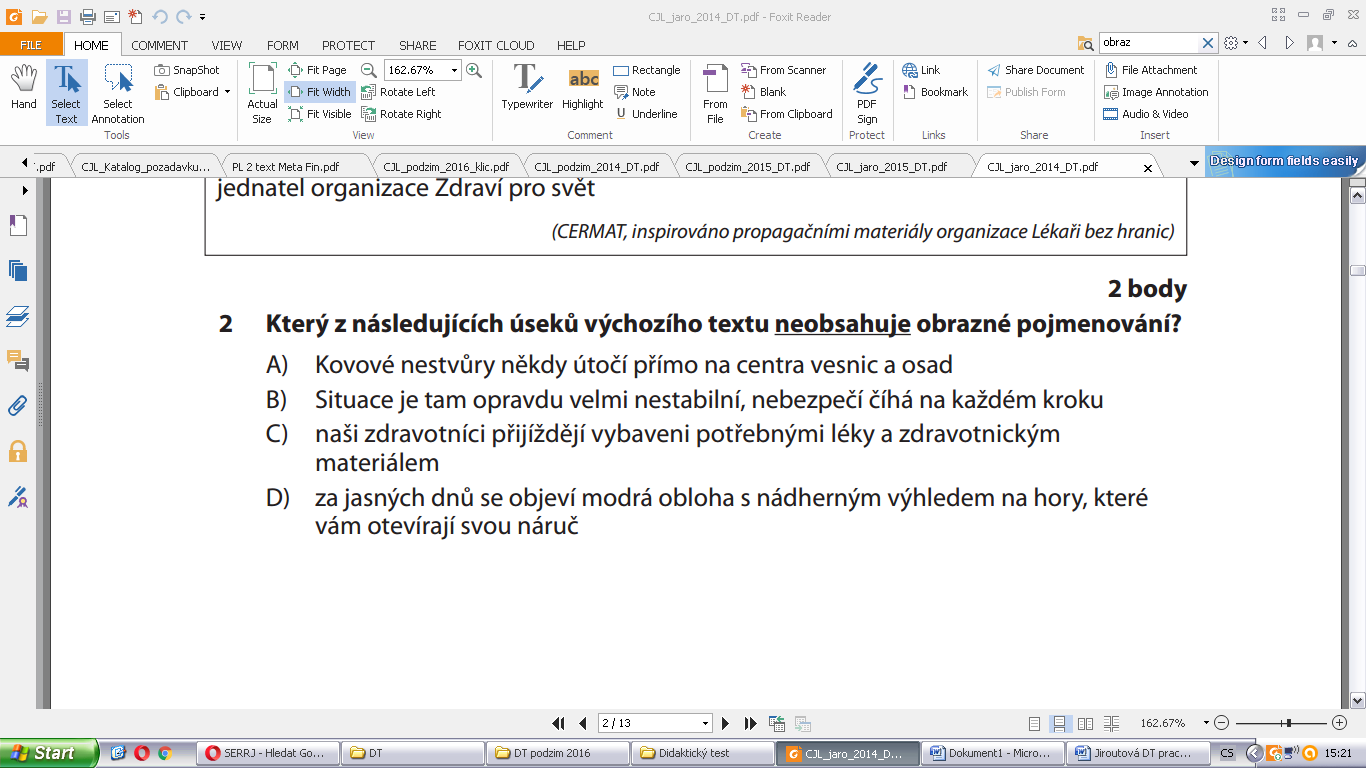 CJL_jaro_2014_DT.pdf - Foxit Reader
FILE HOME COMMENT VIEW FORM PROTECT SHARE FOXIT CLOUD HELP obraz
Hand
Select Text
Select Annotation
SnapShot
Clipboard
Tools
Actual Size
Fit Page
Fit Width
Fit Visible
162.67%
Rotate Left
Rotate Right
View
Typewriter
abc
Highlight
Rectangle
Note
Underline
Comment
From File
From Scanner
Blank
From Clipboard
Create
PDF Sign
Protect
Link
Bookmark
Links
Share Documents
Publish Form
Share
File Attachment
Image Annotation
Audio & Video
Insert
.pdf CJL_Katalog_pozadavku... PL 2 text Meta Fin.pdf CJL_podzim_2016_klic.pdf CJL_podzim_2014_DT.pdf CJL_podzim_2015_DT.pdf CJL_jaro_2015_DT.pdf CJL_jaro_2014_DT.pdf Design form fields easily
jednatel organizace Zdraví pro svět
(CERMAT, inspirováno propagačními materiály organizace Lékaři bez hranic)
2 body
2 Který z následujících úseků výchozího textu neobsahuje obrazné pojmenování?
A) Kovové nestvůry někdy útočí přímo na centra vesnic a osad
B) Situace je tam opravdu velmi nestabilní, nebezpečí číhá na každém kroku
C) naši zdravotníci přijíždějí vybaveni potřebnými léky a zdravotnickým
materiálem
D) za jasných dnů se objeví modrá obloha s nádherným výhledem na hory, které
vám otevírají svou náruč
2 / 13 162.67%
Start SERRJ - Hledat Go... DT DT podzim 2016 Didaktický test CJL_jaro_2014_D... Dokument1 - Micro... Jiroutová DT prac... CS 15:21